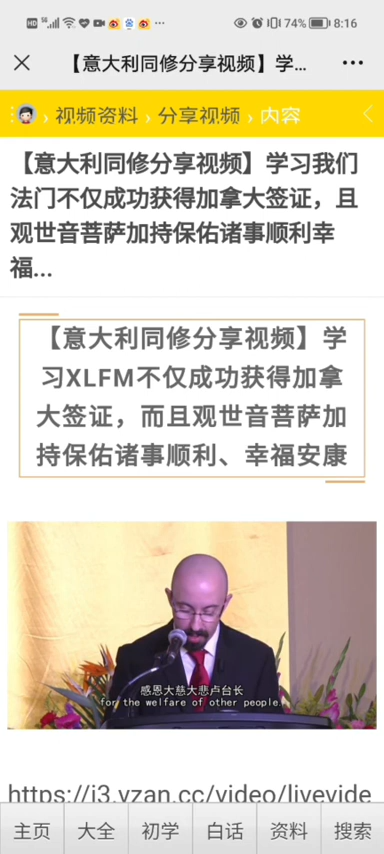 HD 5G 74% 8:16
【意大利同修分享视频】学...
视频资料 › 分享视频 › 内容
【意大利同修分享视频】学习我们
法门不仅成功获得加拿大签证，且
观世音菩萨加持保佑诸事顺利幸
福...
【意大利同修分享视频】学
习XLFM不仅成功获得加拿
大签证，而且观世音菩萨加
持保佑诸事顺利、幸福安康
感恩大慈大悲卢台长
for the welfare of other people.
https://j3.vzan.cc/video/livevide
主页 大全 初学 白话 资料 搜索